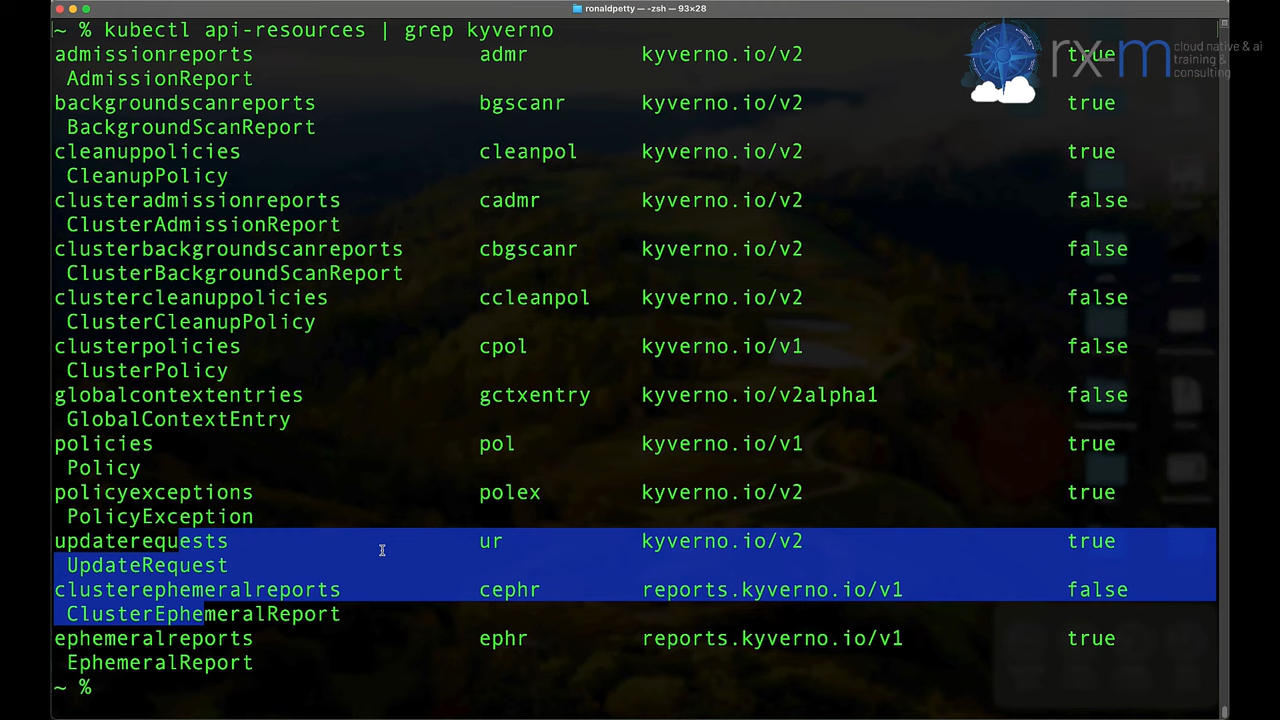 ronaldpetty — -zsh — 93×28
~ % kubectl api-resources | grep kyverno
admissionreports admr kyverno.io/v2 true
AdmissionReport
backgroundscanreports bgscanr kyverno.io/v2 true
BackgroundScanReport
cleanuppolicies cleanpol kyverno.io/v2 true
CleanupPolicy
clusteradmissionreports cadmr kyverno.io/v2 false
ClusterAdmissionReport
clusterbackgroundscanreports cbgscanr kyverno.io/v2 false
ClusterBackgroundScanReport
clustercleanuppolicies ccleanpol kyverno.io/v2 false
ClusterCleanupPolicy
clusterpolicies cpol kyverno.io/v1 false
ClusterPolicy
globalcontextentries gctxentry kyverno.io/v2alpha1 false
GlobalContextEntry
policies pol kyverno.io/v1 true
Policy
policyexceptions polex kyverno.io/v2 true
PolicyException
updaterequests ur kyverno.io/v2 true
UpdateRequest
clusterephemeralreports cephr reports.kyverno.io/v1 false
ClusterEphemeralReport
ephemeralreports ephr reports.kyverno.io/v1 true
EphemeralReport
~ %
rx-m
cloud native & ai
training &
consulting